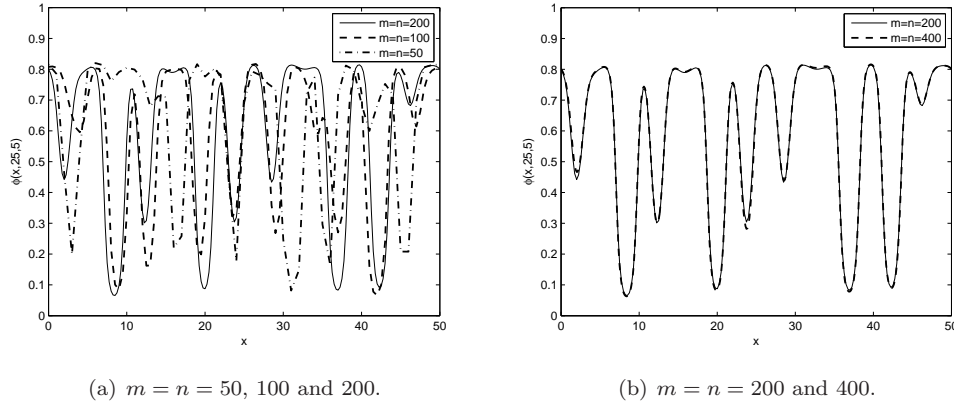 1
0.9
0.8
0.7
0.6
0.5
0.4
0.3
0.2
0.1
0
0 10 20 30 40 50
x
ϕ(x,25,5)
m=n=200
m=n=100
m=n=50
(a) m = n = 50, 100 and 200.
1
0.9
0.8
0.7
0.6
0.5
0.4
0.3
0.2
0.1
0
0 10 20 30 40 50
x
ϕ(x,25,5)
m=n=200
m=n=400
(b) m = n = 200 and 400.